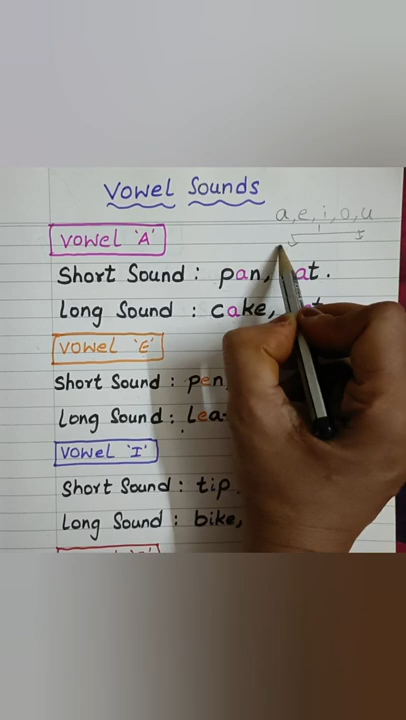 Vowel Sounds
a, e, i, o, u
Vowel 'A'
Short Sound : pan, at.
Long Sound : cake,
Vowel 'E'
Short Sound : pen,
Long Sound : Lea
Vowel 'I'
Short Sound : tip
Long Sound : bike,